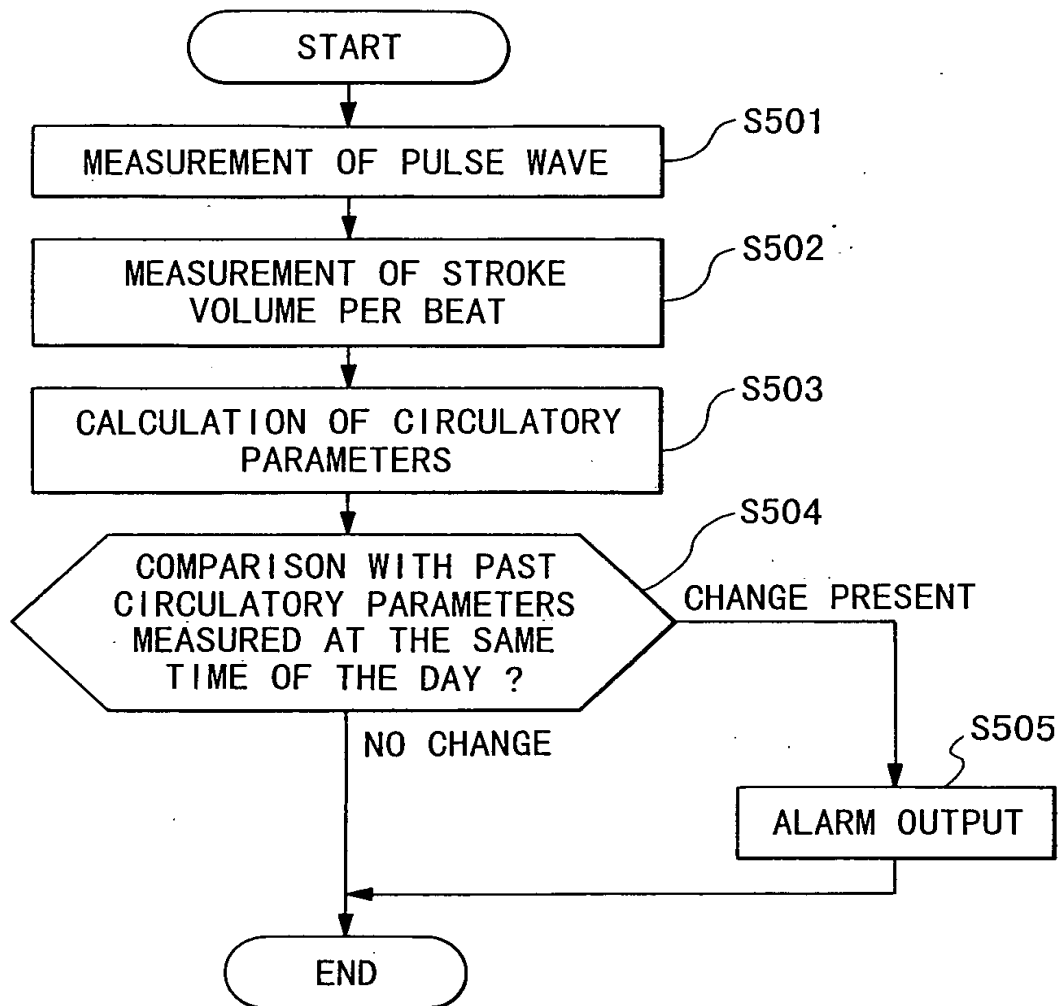 START
S501
MEASUREMENT OF PULSE WAVE
S502
MEASUREMENT OF STROKE
VOLUME PER BEAT
S503
CALCULATION OF CIRCULATORY
PARAMETERS
S504
COMPARISON WITH PAST
CIRCULATORY PARAMETERS
MEASURED AT THE SAME
TIME OF THE DAY ?
CHANGE PRESENT
NO CHANGE
S505
ALARM OUTPUT
END